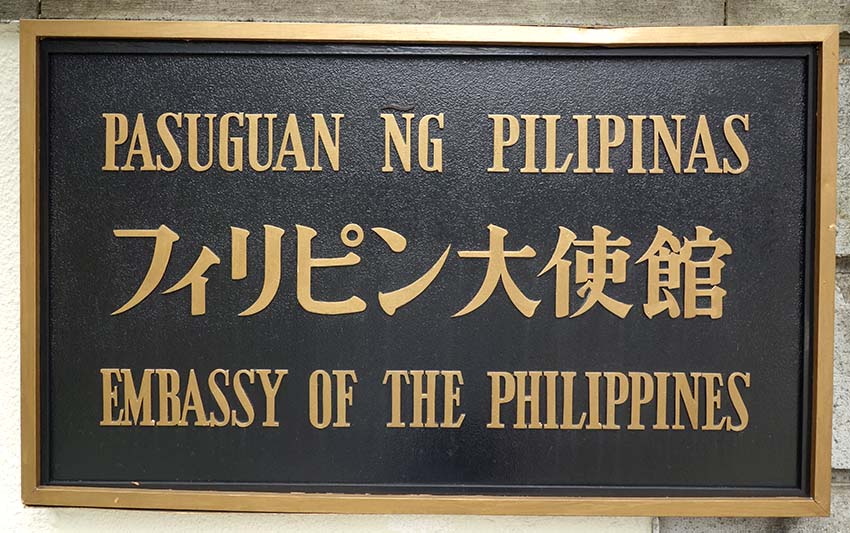 PASUGUAN NG PILIPINAS
フィリピン大使館
EMBASSY OF THE PHILIPPINES